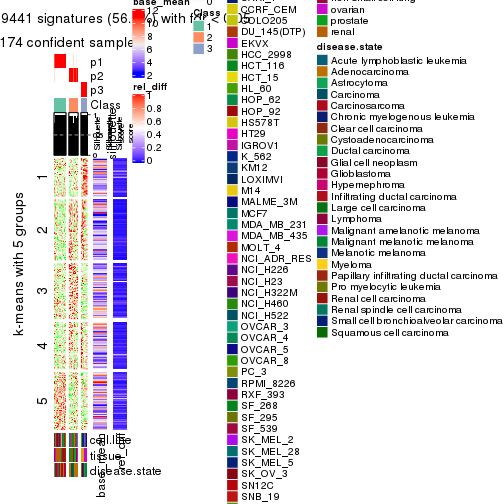 9441 signatures (56.
with fdr < 0.05
174 confident samples
p1
p2
p3
Class
1
2
3
4
5
k-means with 5 groups
cell.line
tissue
disease.state
base_mean
rel_diff
base_mean
12
10
8
6
4
2
rel_diff
1
0.8
0.6
0.4
0.2
0
Class
1
2
3
CCRF_CEM
COLO205
DU_145(DTP)
EKVX
HCC_2998
HCT_116
HCT_15
HL_60
HOP_62
HOP_92
HS578T
HT29
IGROV1
K_562
KM12
LOXIMVI
M14
MALME_3M
MCF7
MDA_MB_231
MDA_MB_435
MOLT_4
NCI_ADR_RES
NCI_H226
NCI_H23
NCI_H322M
NCI_H460
NCI_H522
OVCAR_3
OVCAR_4
OVCAR_5
OVCAR_8
PC_3
RPMI_8226
RXF_393
SF_268
SF_295
SF_539
SK_MEL_2
SK_MEL_28
SK_MEL_5
SK_OV_3
SN12C
SNB_19
ovarian
prostate
renal
disease.state
Acute lymphoblastic leukemia
Adenocarcinoma
Astrocytoma
Carcinoma
Carcinosarcoma
Chronic myelogenous leukemia
Clear cell carcinoma
Cystoadenocarcinoma
Ductal carcinoma
Glial cell neoplasm
Glioblastoma
Hypernephroma
Infiltrating ductal carcinoma
Large cell carcinoma
Lymphoma
Malignant amelanotic melanoma
Malignant melanotic melanoma
Melanotic melanoma
Myeloma
Papillary infiltrating ductal carcinoma
Pro myelocytic leukemia
Renal cell carcinoma
Renal spindle cell carcinoma
Small cell bronchioalveolar carcinoma
Squamous cell carcinoma